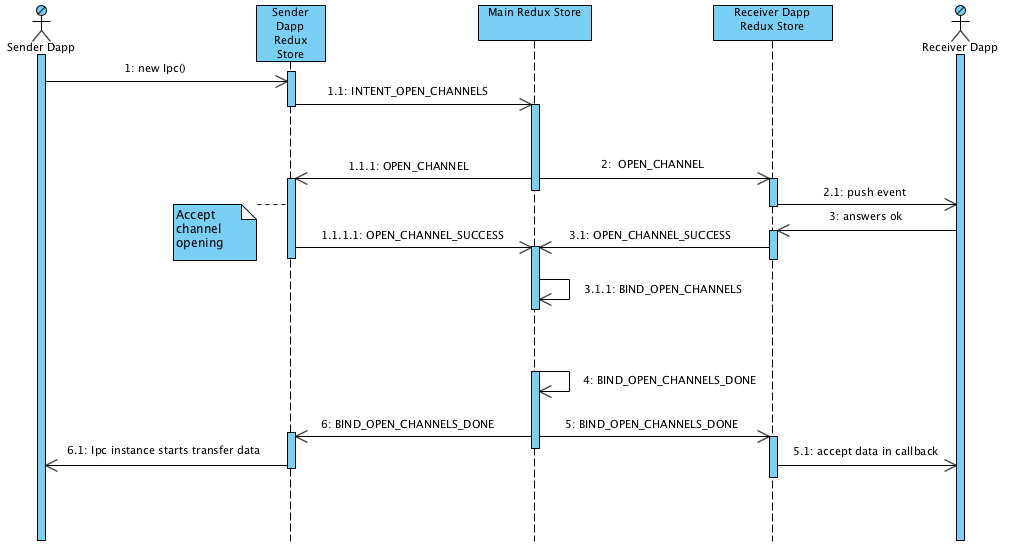 Sender
Dapp
Redux
Store
Main Redux Store
Receiver Dapp
Redux Store
Sender Dapp
Receiver Dapp
1: new Ipc()
1.1: INTENT_OPEN_CHANNELS
1.1.1: OPEN_CHANNEL
2:  OPEN_CHANNEL
2.1: push event
Accept
channel
opening
3: answers ok
1.1.1.1: OPEN_CHANNEL_SUCCESS
3.1: OPEN_CHANNEL_SUCCESS
3.1.1: BIND_OPEN_CHANNELS
4: BIND_OPEN_CHANNELS_DONE
6: BIND_OPEN_CHANNELS_DONE
5: BIND_OPEN_CHANNELS_DONE
6.1: Ipc instance starts transfer data
5.1: accept data in callback